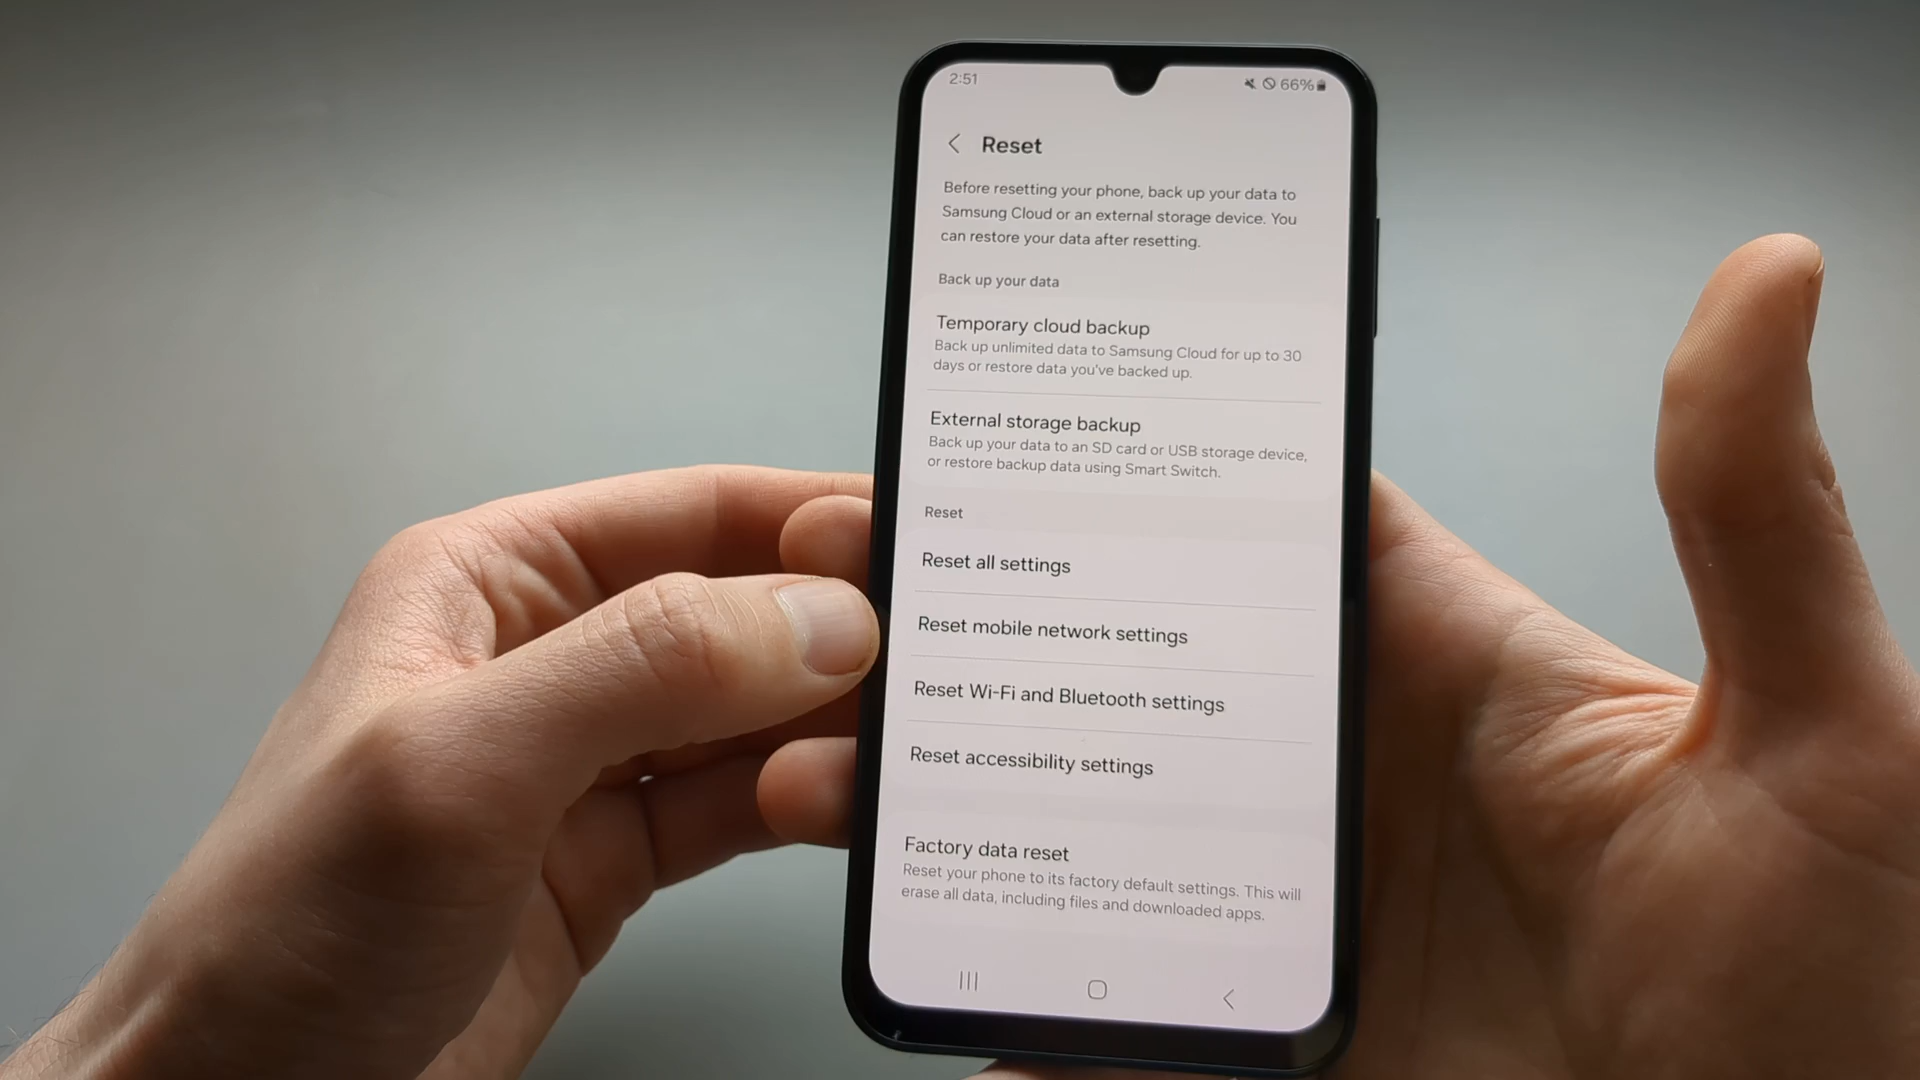 2:51
66%
Reset
Before resetting your phone, back up your data to
Samsung Cloud or an external storage device. You
can restore your data after resetting.
Back up your data
Temporary cloud backup
Back up unlimited data to Samsung Cloud for up to 30
days or restore data you've backed up.
External storage backup
Back up your data to an SD card or USB storage device,
or restore backup data using Smart Switch.
Reset
Reset all settings
Reset mobile network settings
Reset Wi-Fi and Bluetooth settings
Reset accessibility settings
Factory data reset
Reset your phone to its factory default settings. This will
erase all data, including files and downloaded apps.